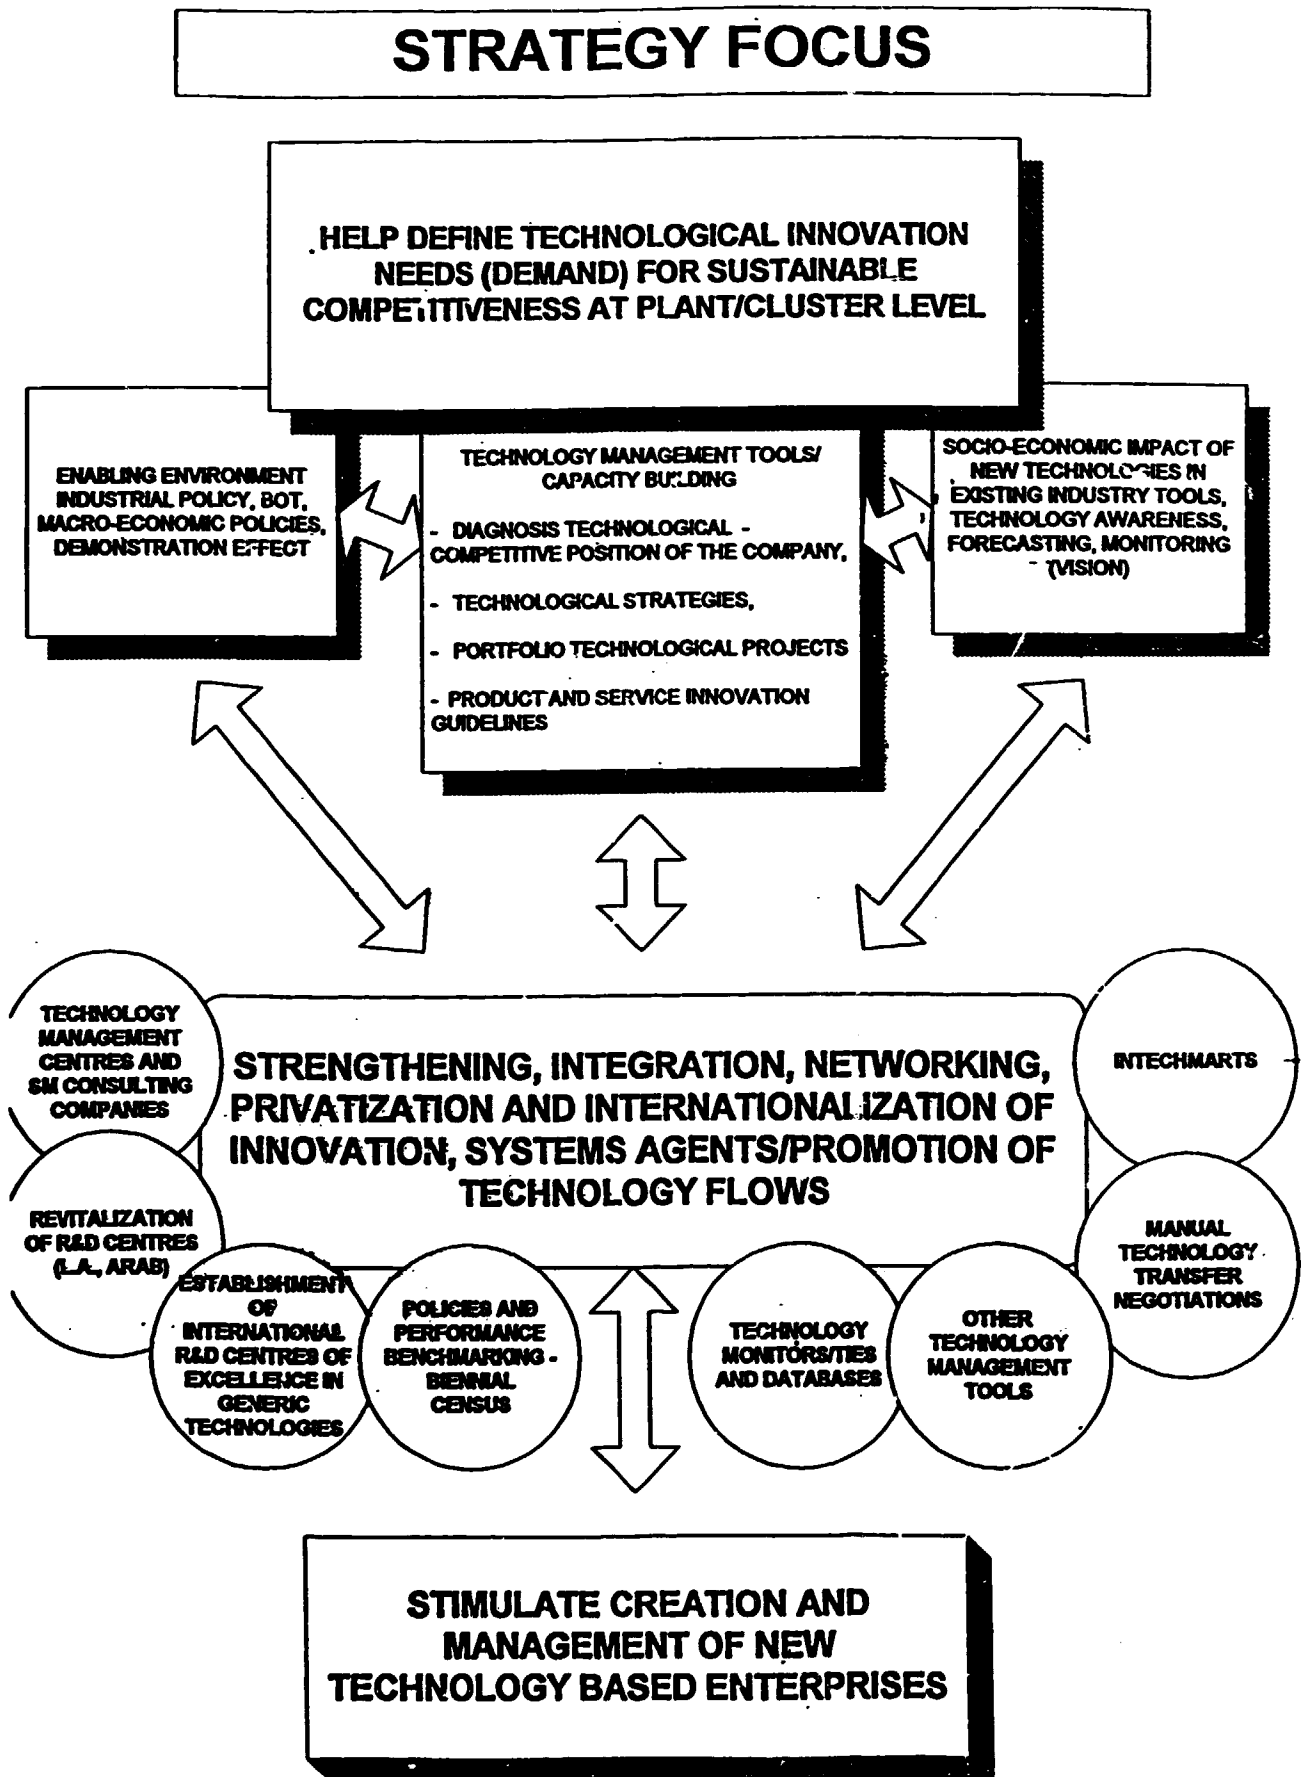 STRATEGY FOCUS
HELP DEFINE TECHNOLOGICAL INNOVATION
NEEDS (DEMAND) FOR SUSTAINABLE
COMPETITIVENESS AT PLANT/CLUSTER LEVEL
ENABLING ENVIRONMENT
INDUSTRIAL POLICY, BOT,
MACRO-ECONOMIC POLICIES,
DEMONSTRATION EFFECT
TECHNOLOGY MANAGEMENT TOOLS/
CAPACITY BUILDING
- DIAGNOSIS TECHNOLOGICAL -
COMPETITIVE POSITION OF THE COMPANY,
- TECHNOLOGICAL STRATEGIES,
- PORTFOLIO TECHNOLOGICAL PROJECTS
- PRODUCT AND SERVICE INNOVATION
GUIDELINES
SOCIO-ECONOMIC IMPACT OF
NEW TECHNOLOGIES IN
EXISTING INDUSTRY TOOLS,
TECHNOLOGY AWARENESS,
FORECASTING, MONITORING
- (VISION)
TECHNOLOGY
MANAGEMENT
CENTRES AND
SM CONSULTING
COMPANIES
STRENGTHENING, INTEGRATION, NETWORKING,
PRIVATIZATION AND INTERNATIONALIZATION OF
INNOVATION, SYSTEMS AGENTS/PROMOTION OF
TECHNOLOGY FLOWS
INTECHMARTS
REVITALIZATION
OF R&D CENTRES
(L.A., ARAB)
ESTABLISHMENT
OF
INTERNATIONAL
R&D CENTRES OF
EXCELLENCE IN
GENERIC
TECHNOLOGIES
POLICIES AND
PERFORMANCE
BENCHMARKING -
BIENNIAL
CENSUS
TECHNOLOGY
MONITORS/TIES
AND DATABASES
OTHER
TECHNOLOGY
MANAGEMENT
TOOLS
MANUAL
TECHNOLOGY
TRANSFER
NEGOTIATIONS
STIMULATE CREATION AND
MANAGEMENT OF NEW
TECHNOLOGY BASED ENTERPRISES